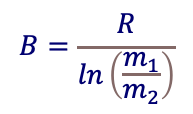 B = R / ln (m₁ / m₂)